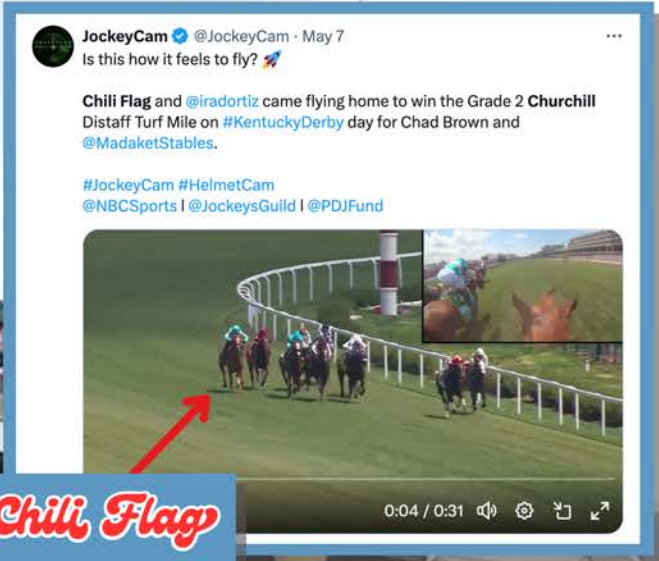 JockeyCam @JockeyCam · May 7
Is this how it feels to fly? 🚀
Chili Flag and @iradortiz came flying home to win the Grade 2 Churchill
Distaff Turf Mile on #KentuckyDerby day for Chad Brown and
@MadaketStables.
#JockeyCam #HelmetCam
@NBCSports | @JockeysGuild | @PDJFund
0:04 / 0:31
Chili Flag